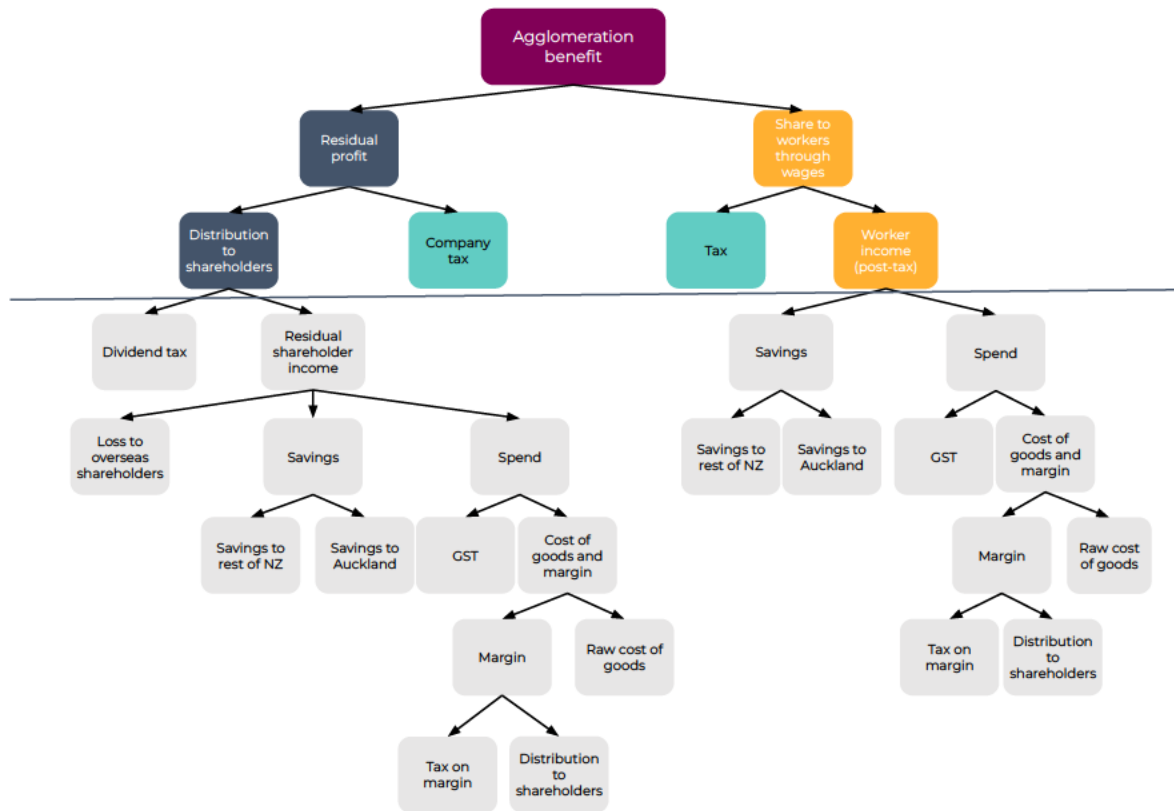 Agglomeration
benefit
Residual
profit
Share to
workers
through
wages
Distribution
to
shareholders
Company
tax
Tax
Worker
income
(post-tax)
Dividend tax
Residual
shareholder
income
Savings
Spend
Loss to
overseas
shareholders
Savings
Spend
Savings to
rest of NZ
Savings to
Auckland
GST
Cost of
goods and
margin
Savings to
rest of NZ
Savings to
Auckland
GST
Cost of
goods and
margin
Margin
Raw cost
of goods
Margin
Raw cost of
goods
Tax on
margin
Distribution
to
shareholders
Tax on
margin
Distribution to
shareholders